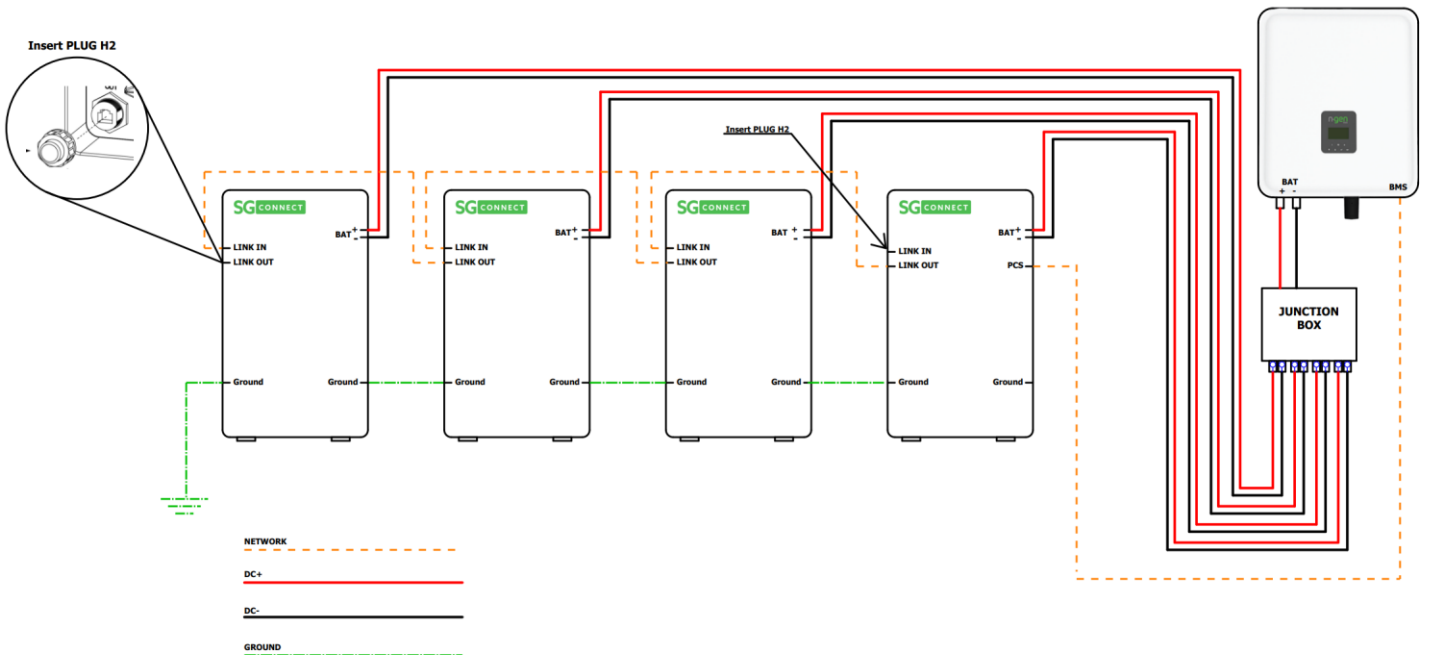 Insert PLUG H2
OUT
Insert PLUG H2
BAT
+ -
BMS
SG CONNECT
BAT + -
LINK IN
LINK OUT
Ground
Ground
SG CONNECT
BAT + -
LINK IN
LINK OUT
Ground
Ground
SG CONNECT
BAT + -
LINK IN
LINK OUT
Ground
Ground
SG CONNECT
BAT + -
LINK IN
LINK OUT
PCS
Ground
Ground
JUNCTION
BOX
NETWORK
DC+
DC-
GROUND